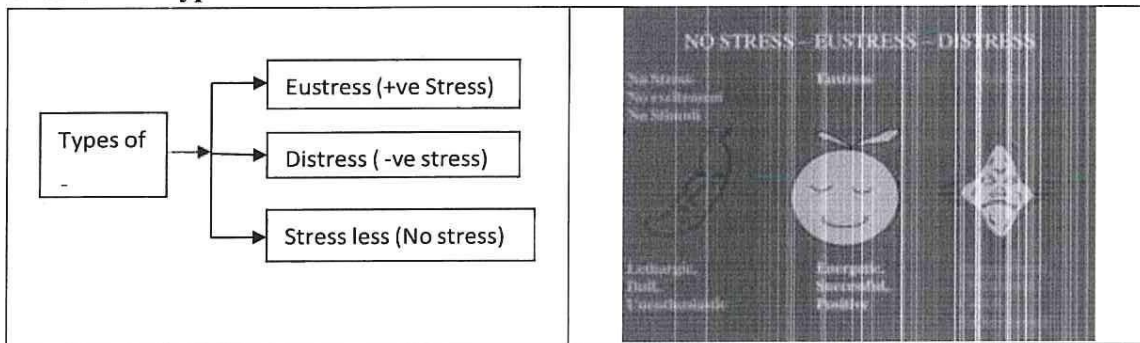 Types of
-
Eustress (+ve Stress)
Distress ( -ve stress)
Stress less (No stress)
NO STRESS – EUSTRESS – DISTRESS
No Stress
No excitement
No Stimuli
Eustress
Lethargic,
Dull,
Unenthusiastic
Energetic,
Successful,
Positive